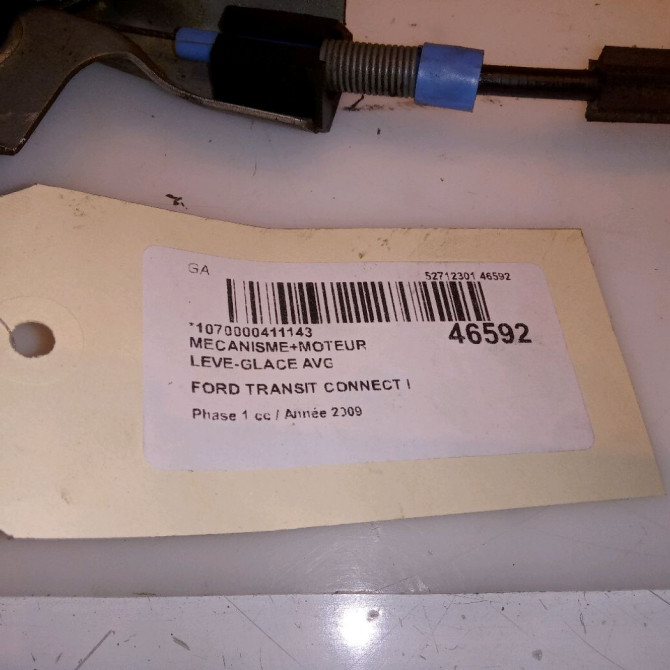 GA
52712301 46592
*1070000411143
46592
MECANISME+MOTEUR
LEVE-GLACE AVG
FORD TRANSIT CONNECT I
Phase 1 cc / Année 2009